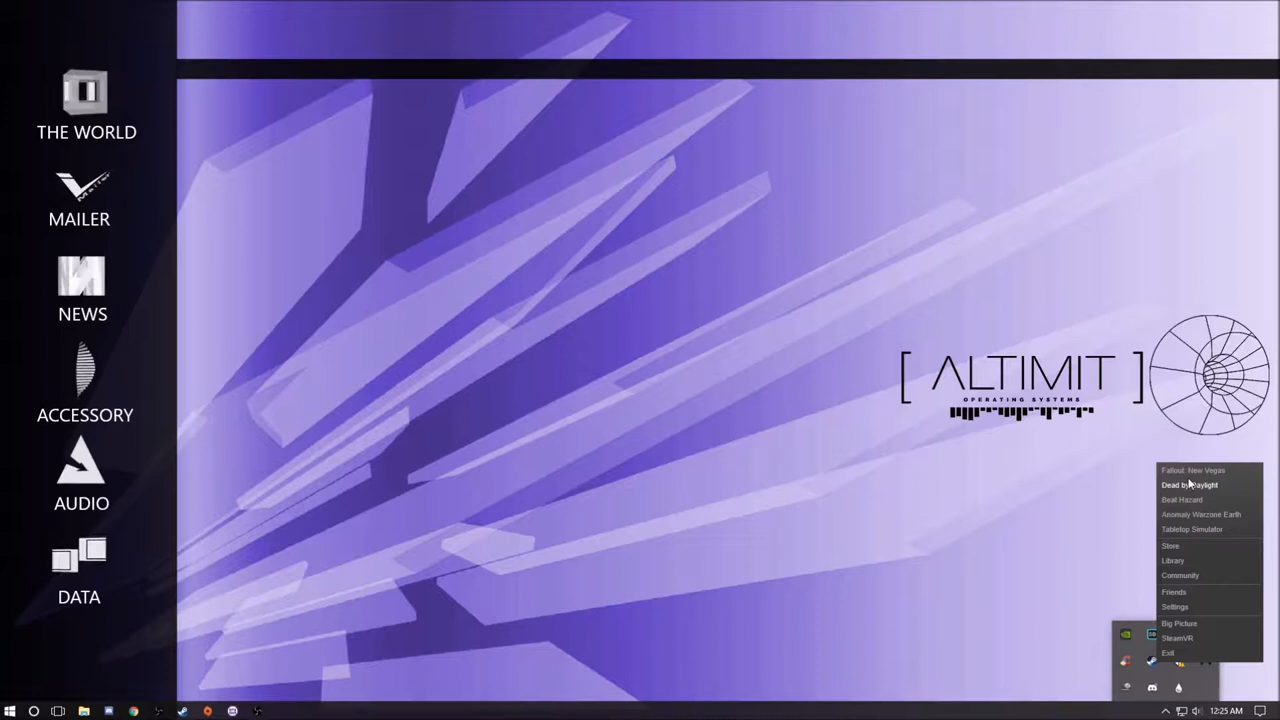 THE WORLD
Mailer
MAILER
NEWS
ACCESSORY
AUDIO
DATA
[ ALTIMIT ]
OPERATING SYSTEMS
Fallout: New Vegas
Dead by Daylight
Beat Hazard
Anomaly Warzone Earth
Tabletop Simulator
Store
Library
Community
Friends
Settings
Big Picture
SteamVR
Exit
12:25 AM